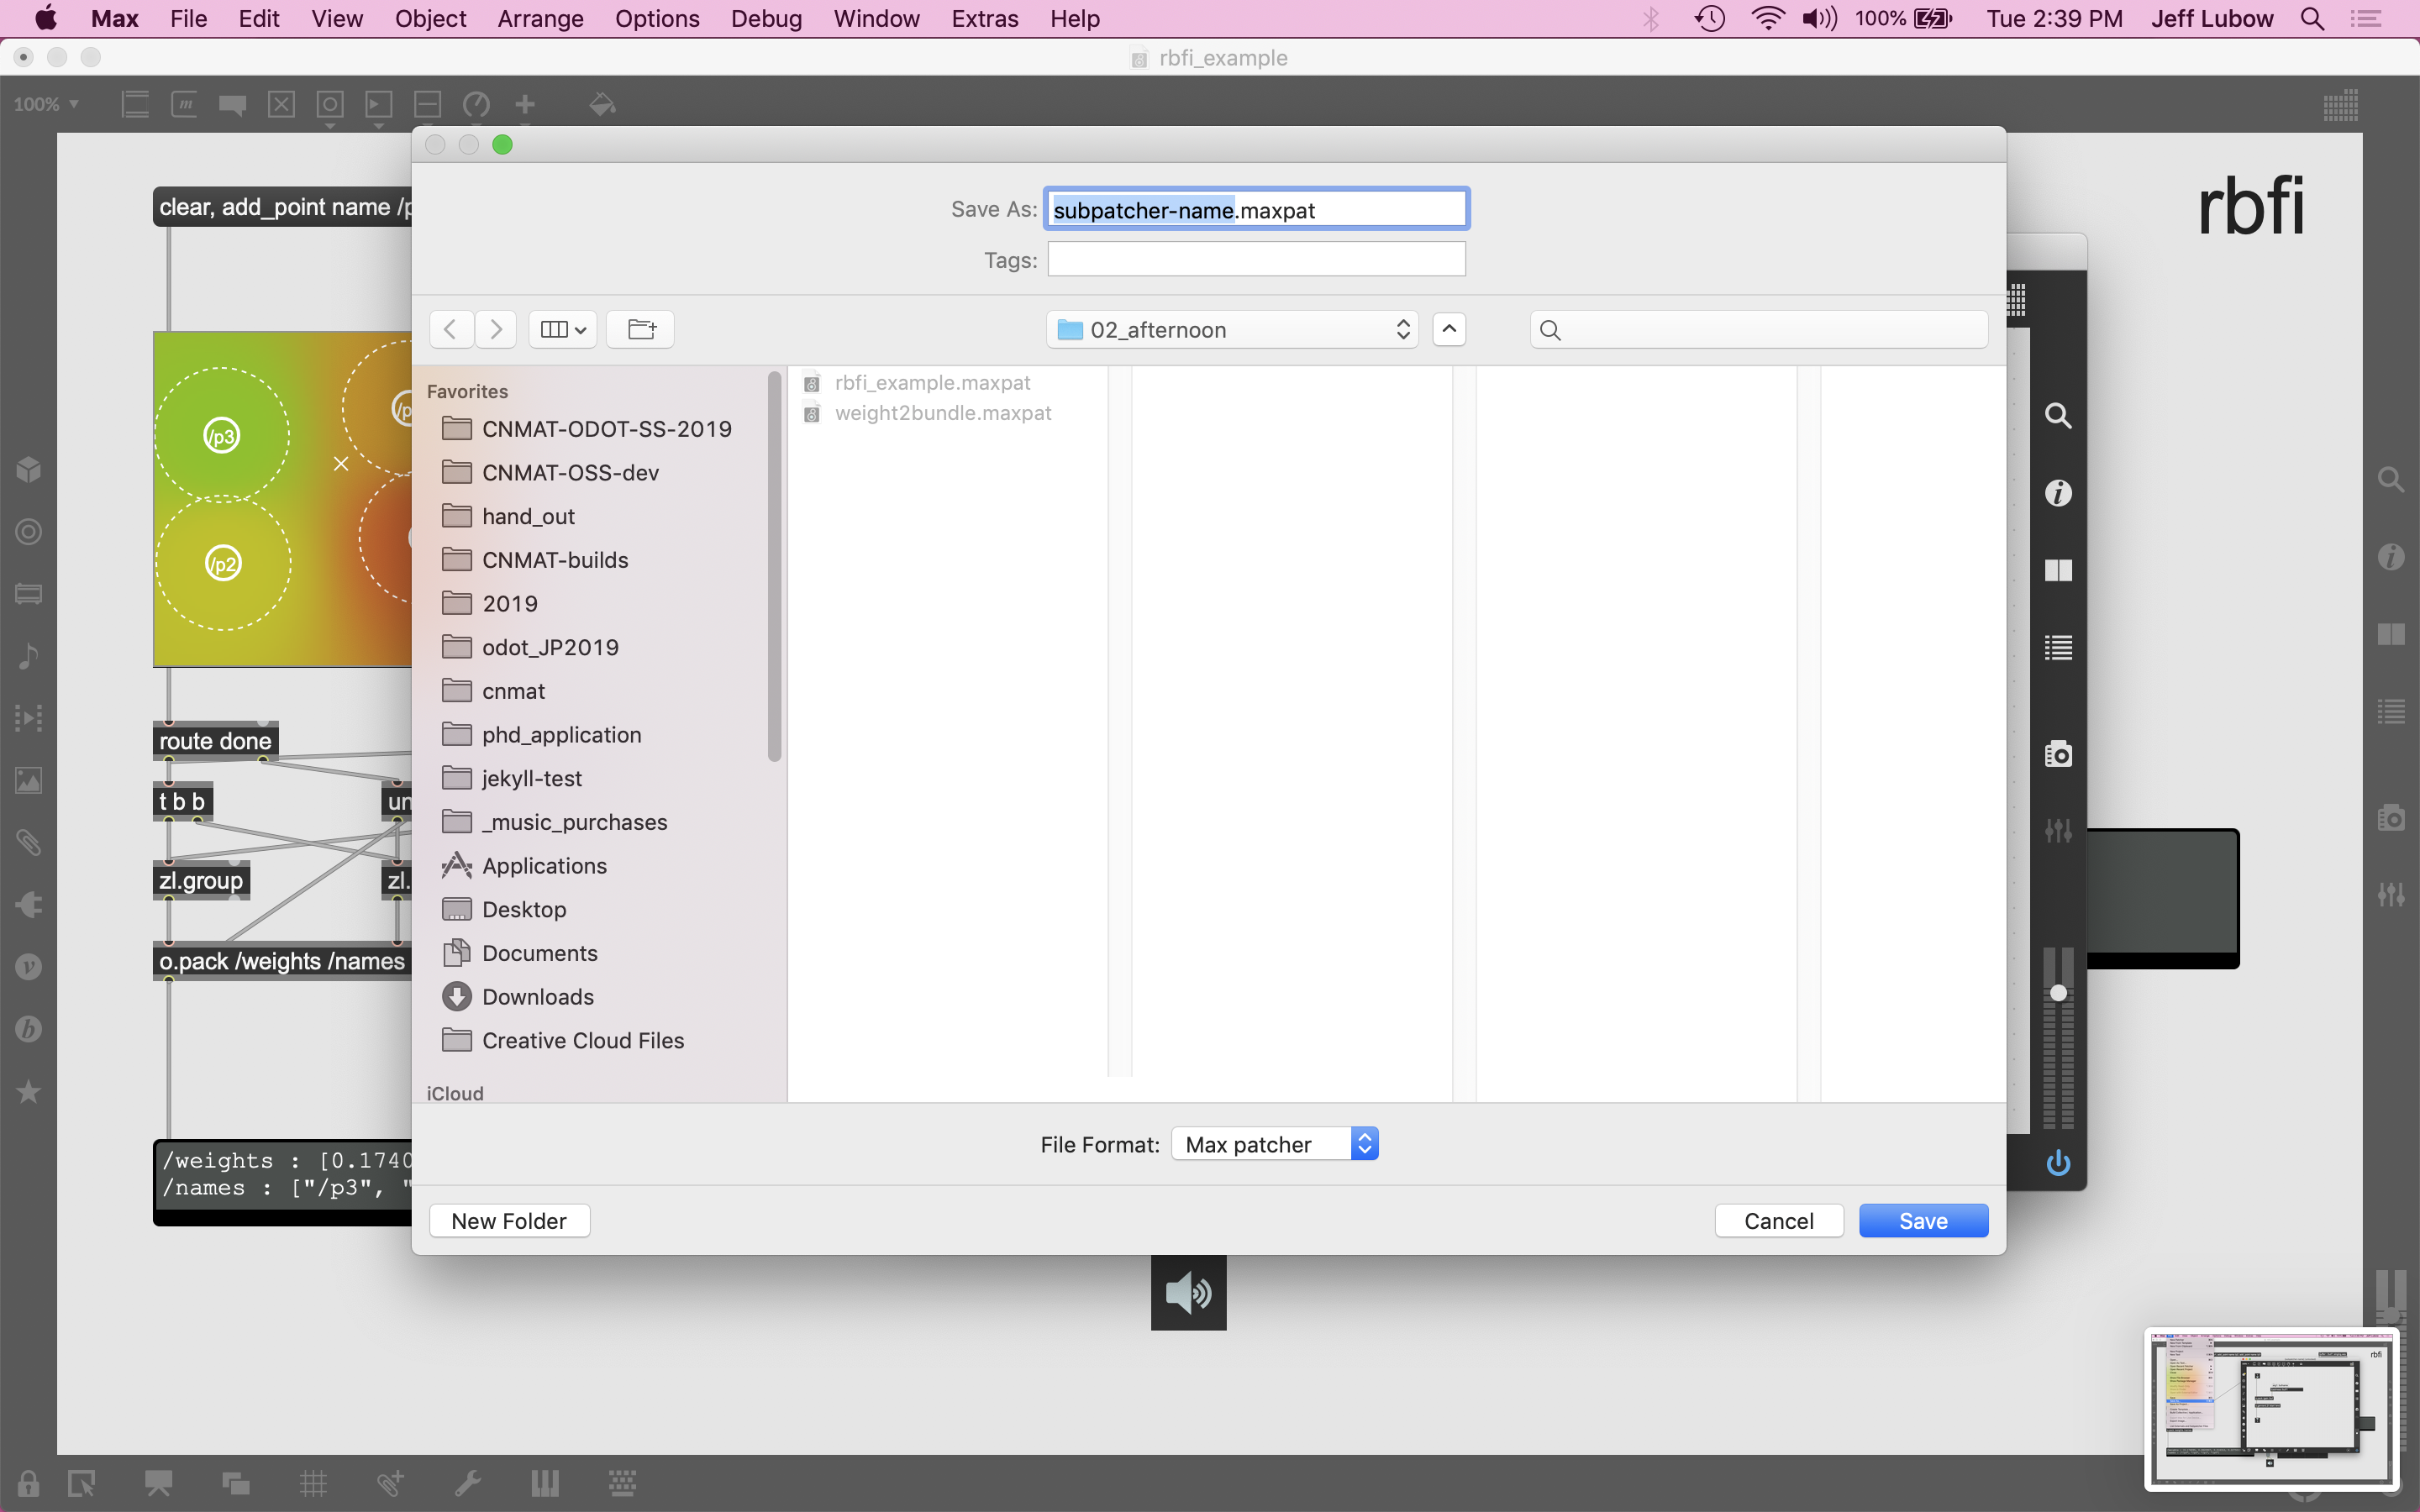 Max File Edit View Object Arrange Options Debug Window Extras Help 100% Tue 2:39 PM Jeff Lubow
rbfi_example
100%
clear, add_point name /p
rbfi
Save As: subpatcher-name.maxpat
Tags:
02_afternoon
Favorites
CNMAT-ODOT-SS-2019
CNMAT-OSS-dev
hand_out
CNMAT-builds
2019
odot_JP2019
cnmat
phd_application
jekyll-test
_music_purchases
Applications
Desktop
Documents
Downloads
Creative Cloud Files
iCloud
rbfi_example.maxpat
weight2bundle.maxpat
/p3
/p
/p2
route done
t b b
un
zl.group
zl.
o.pack /weights /names
/weights : [0.1740
/names : ["/p3", "
File Format: Max patcher
New Folder
Cancel
Save
rbfi